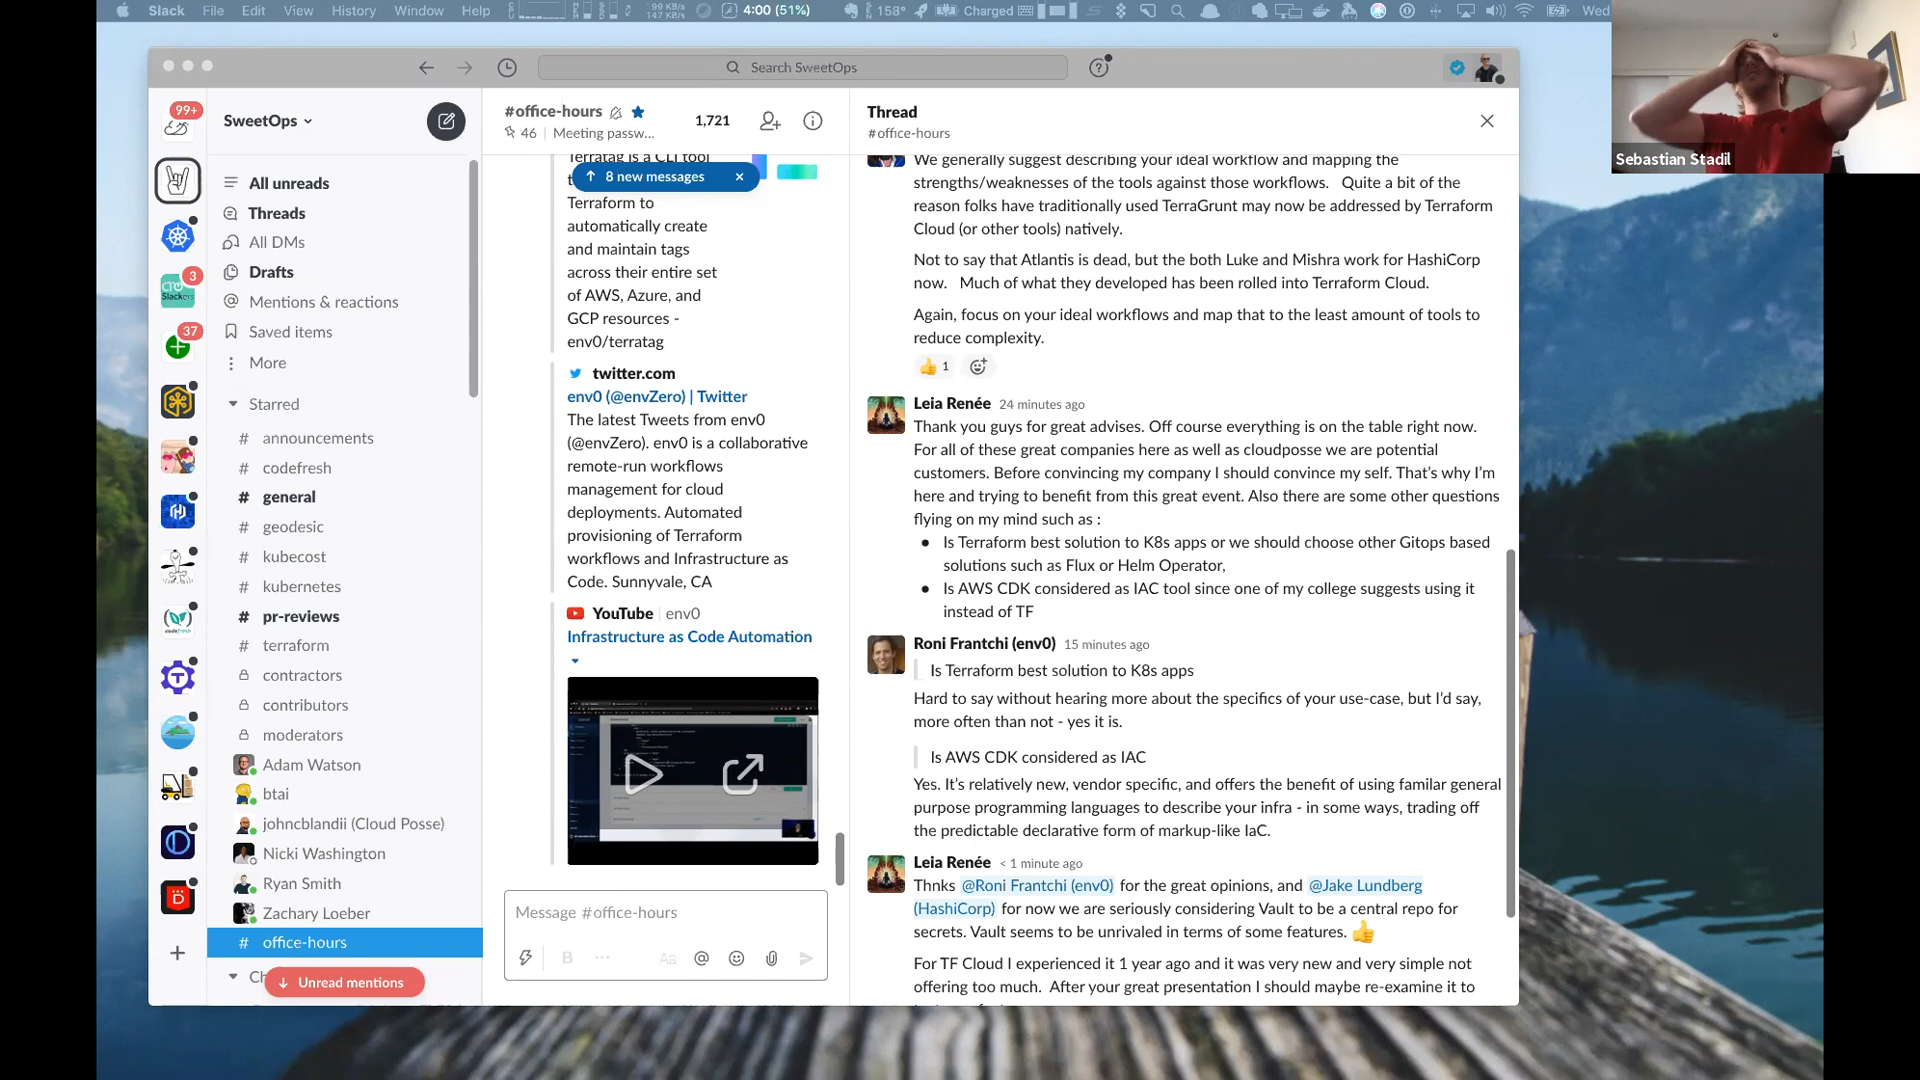 Slack File Edit View History Window Help
99 KB/s
147 KB/s
4:00 (51%)
158°
Charged
Wed
Search SweetOps
99+
SweetOps
#office-hours
46 | Meeting passw...
1,721
Thread
#office-hours
Sebastian Stadil
All unreads
Threads
All DMs
Drafts
Mentions & reactions
Saved items
More
Starred
# announcements
# codefresh
# general
# geodesic
# kubecost
# kubernetes
# pr-reviews
# terraform
contractors
contributors
moderators
Adam Watson
btai
johncblandii (Cloud Posse)
Nicki Washington
Ryan Smith
Zachary Loeber
# office-hours
Ch
Unread mentions
3
CTO
Slackers
37
codefresh
Terratag is a CLI tool
8 new messages
Terraform to
automatically create
and maintain tags
across their entire set
of AWS, Azure, and
GCP resources -
env0/terratag
twitter.com
env0 (@envZero) | Twitter
The latest Tweets from env0
(@envZero). env0 is a collaborative
remote-run workflows
management for cloud
deployments. Automated
provisioning of Terraform
workflows and Infrastructure as
Code. Sunnyvale, CA
YouTube | env0
Infrastructure as Code Automation
Message #office-hours
B
Aa
We generally suggest describing your ideal workflow and mapping the
strengths/weaknesses of the tools against those workflows. Quite a bit of the
reason folks have traditionally used TerraGrunt may now be addressed by Terraform
Cloud (or other tools) natively.
Not to say that Atlantis is dead, but the both Luke and Mishra work for HashiCorp
now. Much of what they developed has been rolled into Terraform Cloud.
Again, focus on your ideal workflows and map that to the least amount of tools to
reduce complexity.
1
Leia Renée 24 minutes ago
Thank you guys for great advises. Off course everything is on the table right now.
For all of these great companies here as well as cloudposse we are potential
customers. Before convincing my company I should convince my self. That's why I'm
here and trying to benefit from this great event. Also there are some other questions
flying on my mind such as :
• Is Terraform best solution to K8s apps or we should choose other Gitops based
solutions such as Flux or Helm Operator,
• Is AWS CDK considered as IAC tool since one of my college suggests using it
instead of TF
Roni Frantchi (env0) 15 minutes ago
Is Terraform best solution to K8s apps
Hard to say without hearing more about the specifics of your use-case, but I'd say,
more often than not - yes it is.
Is AWS CDK considered as IAC
Yes. It's relatively new, vendor specific, and offers the benefit of using familar general
purpose programming languages to describe your infra - in some ways, trading off
the predictable declarative form of markup-like IaC.
Leia Renée < 1 minute ago
Thnks @Roni Frantchi (env0) for the great opinions, and @Jake Lundberg
(HashiCorp) for now we are seriously considering Vault to be a central repo for
secrets. Vault seems to be unrivaled in terms of some features.
For TF Cloud I experienced it 1 year ago and it was very new and very simple not
offering too much. After your great presentation I should maybe re-examine it to